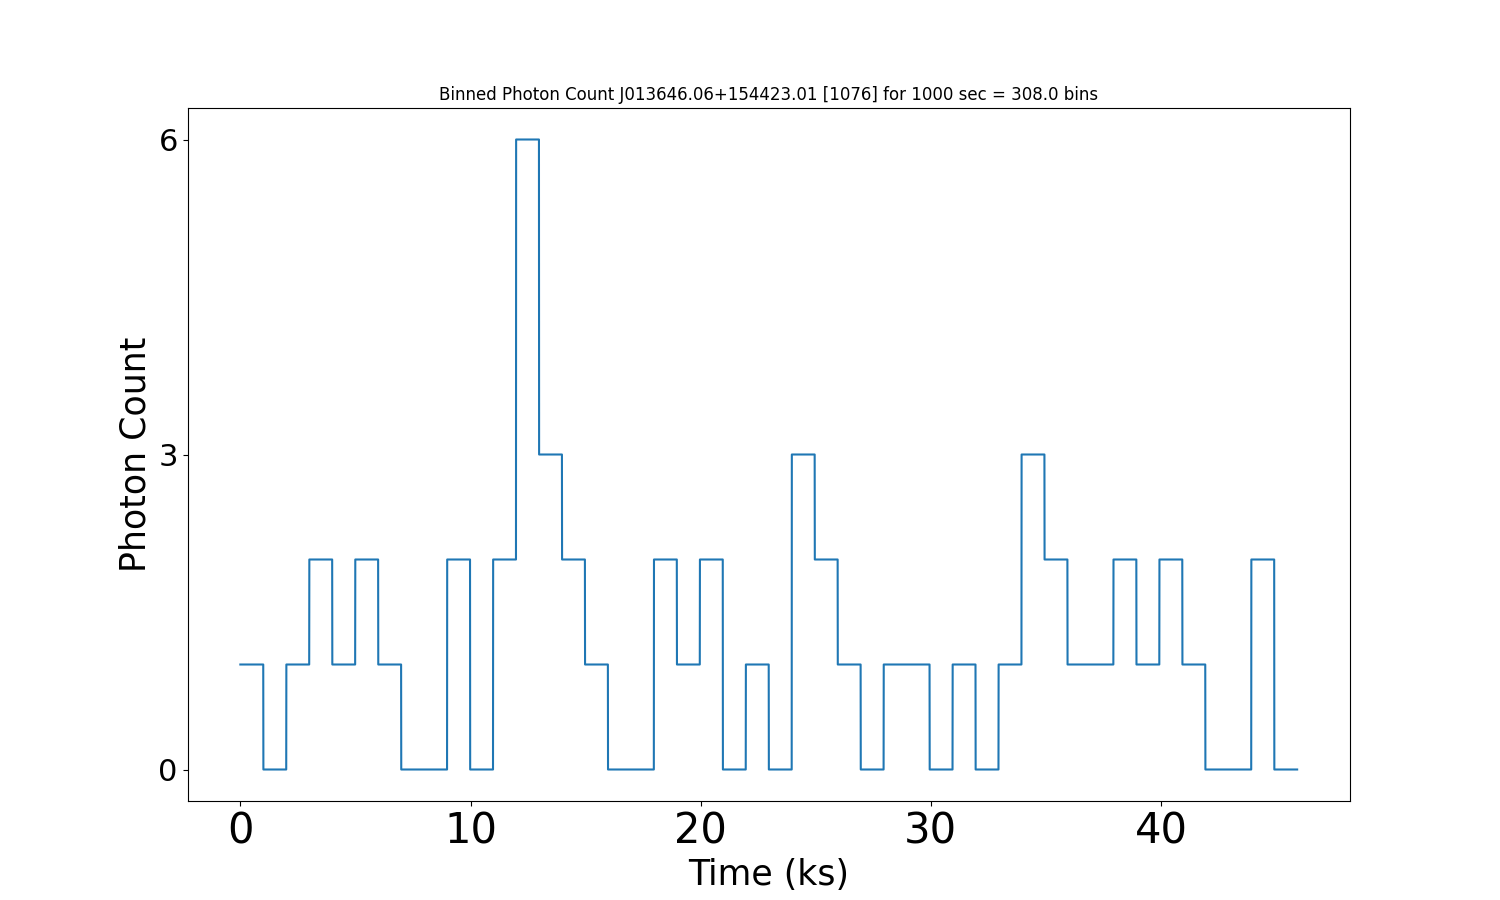 Binned Photon Count J013646.06+154423.01 [1076] for 1000 sec = 308.0 bins
6
3
0
Photon Count
0 10 20 30 40
Time (ks)